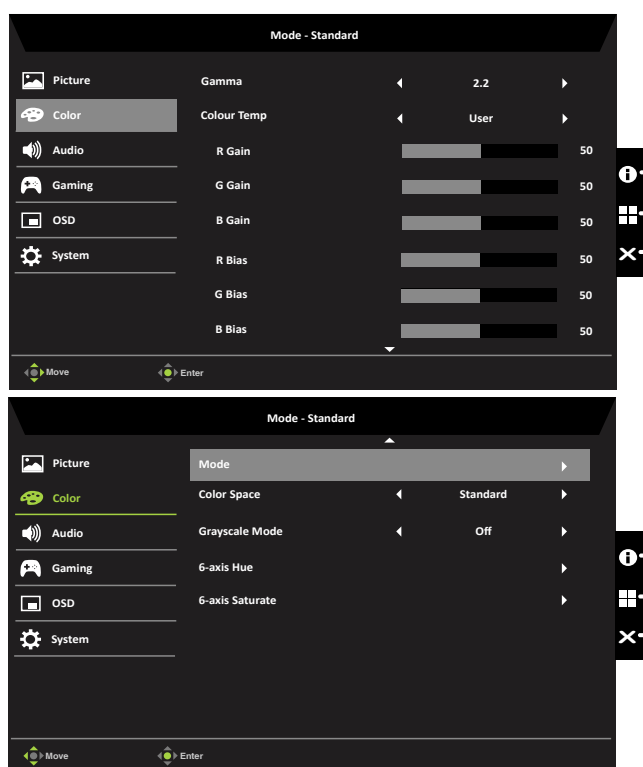 Mode - Standard
Picture
Gamma 2.2
Color
Colour Temp User
Audio
R Gain 50
Gaming
G Gain 50
OSD
B Gain 50
System
R Bias 50
G Bias 50
B Bias 50
Move Enter
Mode - Standard
Picture
Mode
Color
Color Space Standard
Audio
Grayscale Mode Off
Gaming
6-axis Hue
OSD
6-axis Saturate
System
Move Enter